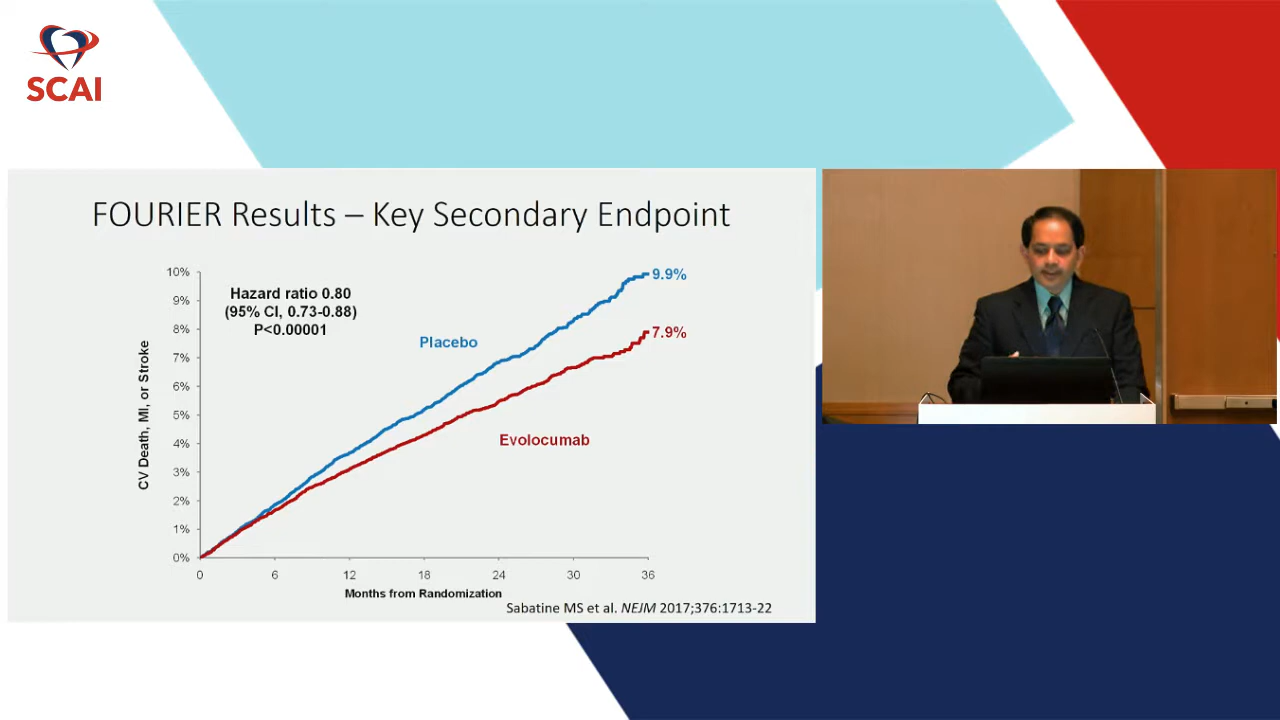 SCAI
FOURIER Results – Key Secondary Endpoint
10%
9%
8%
7%
6%
5%
4%
3%
2%
1%
0%
CV Death, MI, or Stroke
Hazard ratio 0.80
(95% CI, 0.73-0.88)
P<0.00001
Placebo
9.9%
7.9%
Evolocumab
0 6 12 18 24 30 36
Months from Randomization
Sabatine MS et al. NEJM 2017;376:1713-22